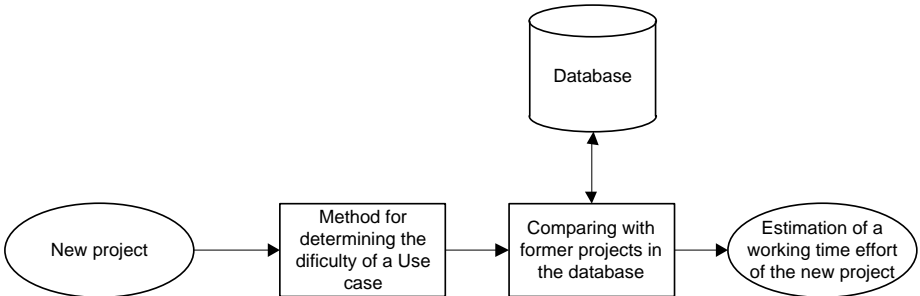 Database
New project
Method for
determining the
dificulty of a Use
case
Comparing with
former projects in
the database
Estimation of a
working time effort
of the new project